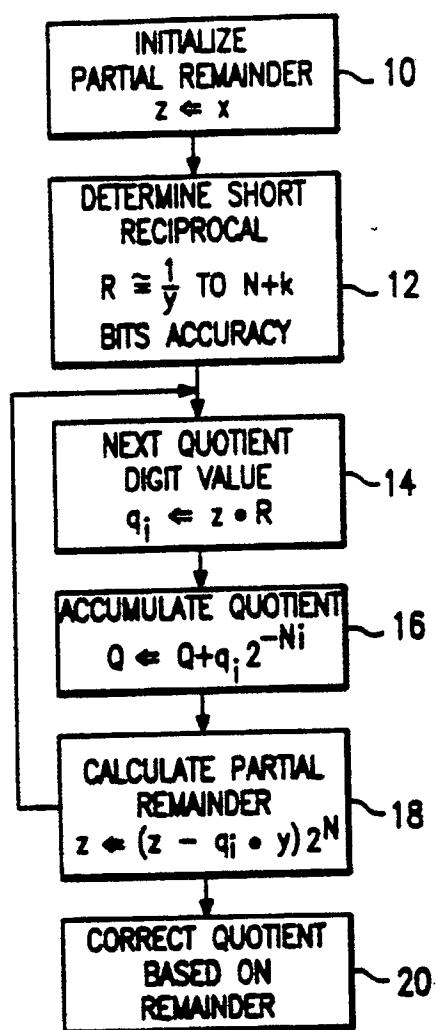 INITIALIZE
PARTIAL REMAINDER
z ⇐ x
10
DETERMINE SHORT
RECIPROCAL
R ≅ 1/y TO N+k
BITS ACCURACY
12
NEXT QUOTIENT
DIGIT VALUE
qᵢ ⇐ z • R
14
ACCUMULATE QUOTIENT
Q ⇐ Q+qᵢ 2⁻ᴺⁱ
16
CALCULATE PARTIAL
REMAINDER
z ⇐ (z - qᵢ • y) 2ᴺ
18
CORRECT QUOTIENT
BASED ON
REMAINDER
20